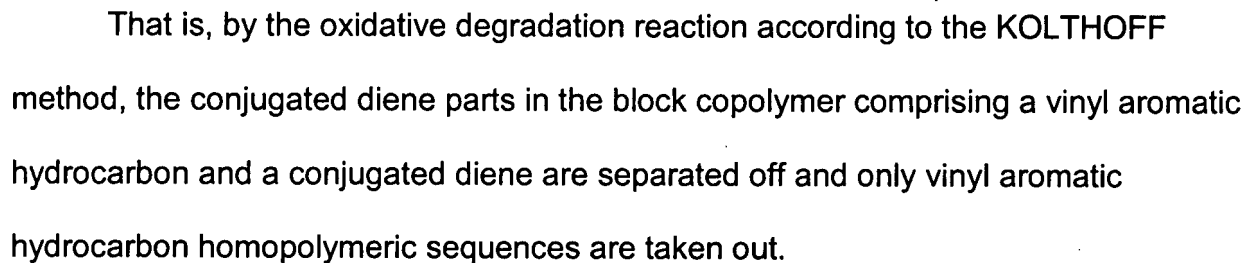 That is, by the oxidative degradation reaction according to the KOLTHOFF
method, the conjugated diene parts in the block copolymer comprising a vinyl aromatic
hydrocarbon and a conjugated diene are separated off and only vinyl aromatic
hydrocarbon homopolymeric sequences are taken out.